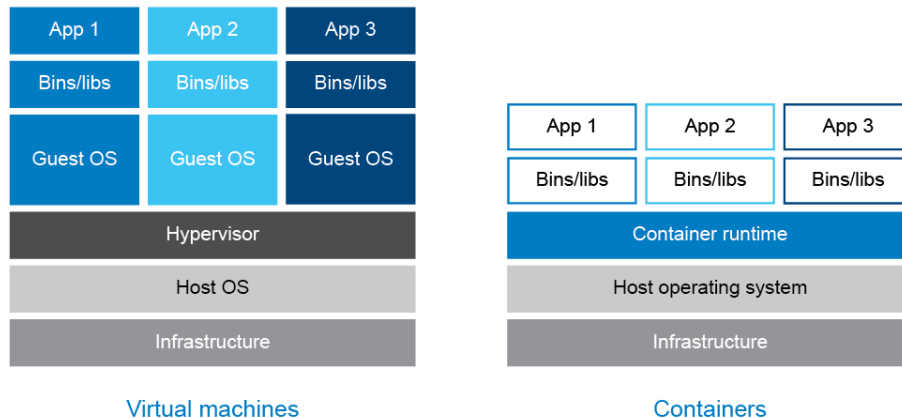 App 1
App 2
App 3
Bins/libs
Bins/libs
Bins/libs
Guest OS
Guest OS
Guest OS
Hypervisor
Host OS
Infrastructure
Virtual machines
App 1
App 2
App 3
Bins/libs
Bins/libs
Bins/libs
Container runtime
Host operating system
Infrastructure
Containers